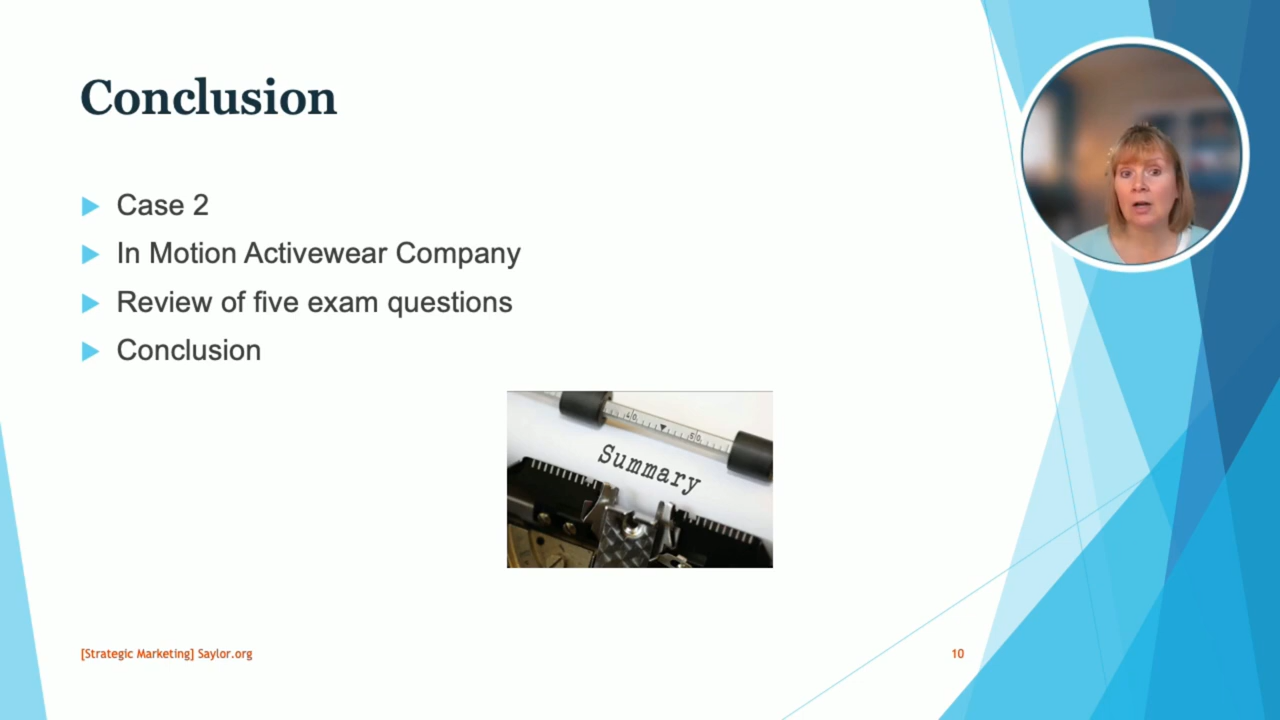 Conclusion
Case 2
In Motion Activewear Company
Review of five exam questions
Conclusion
Summary
[Strategic Marketing] Saylor.org
10